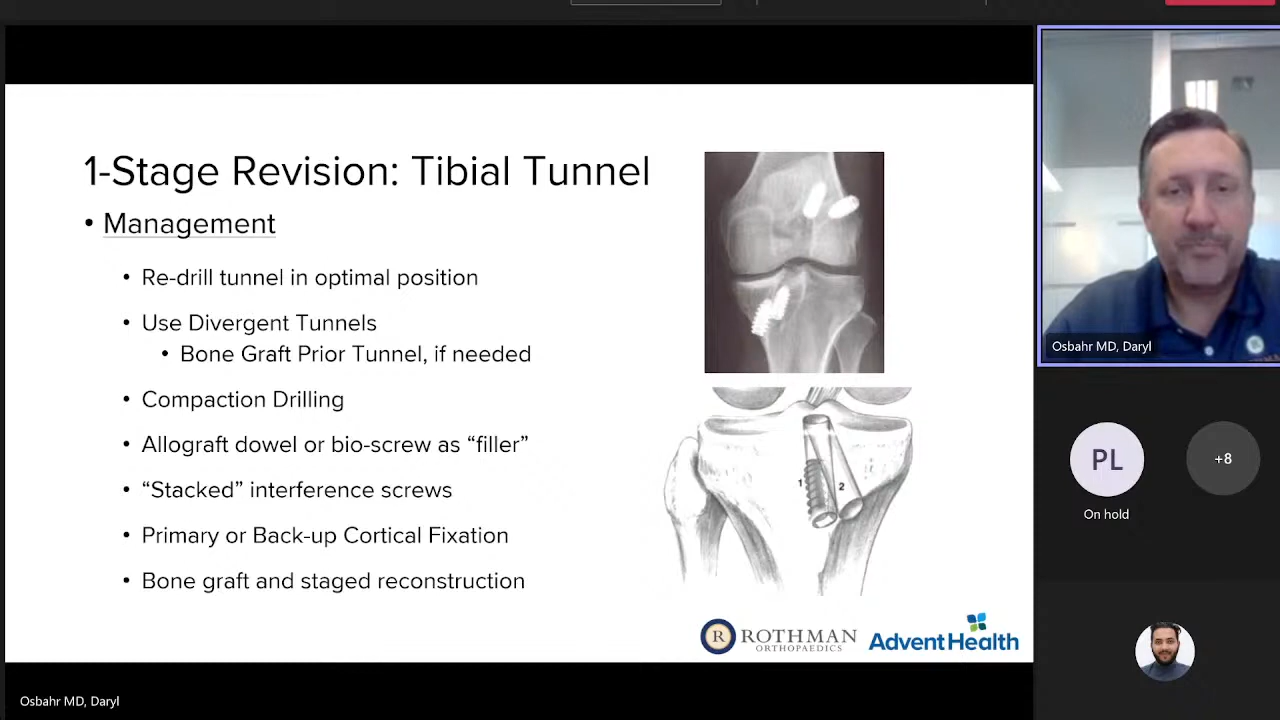 1-Stage Revision: Tibial Tunnel
• Management
• Re-drill tunnel in optimal position
• Use Divergent Tunnels
• Bone Graft Prior Tunnel, if needed
• Compaction Drilling
• Allograft dowel or bio-screw as “filler”
• “Stacked” interference screws
• Primary or Back-up Cortical Fixation
• Bone graft and staged reconstruction
1
2
R ROTHMAN
ORTHOPAEDICS
AdventHealth
Osbahr MD, Daryl
PL
+8
On hold
Osbahr MD, Daryl